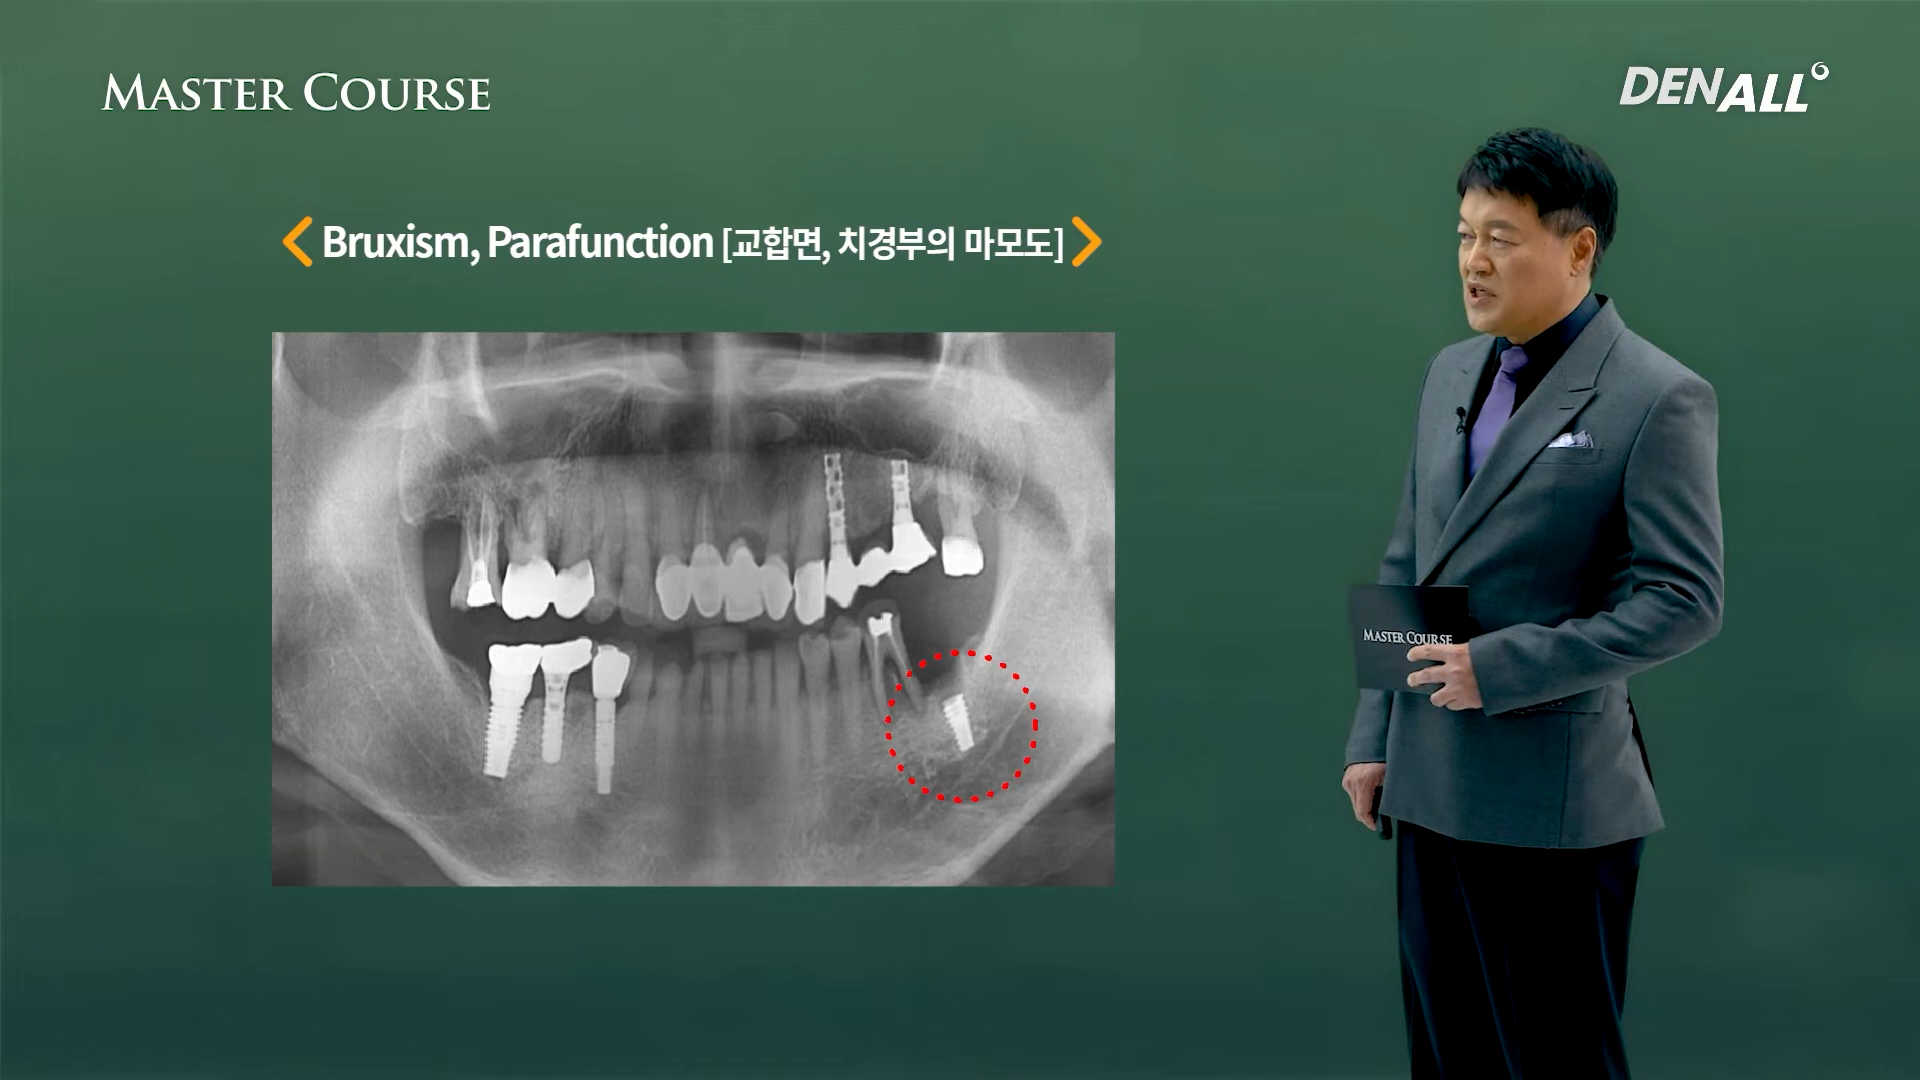 MASTER COURSE
DENALL
< Bruxism, Parafunction [교합면, 치경부의 마모도] >
MASTER COURSE